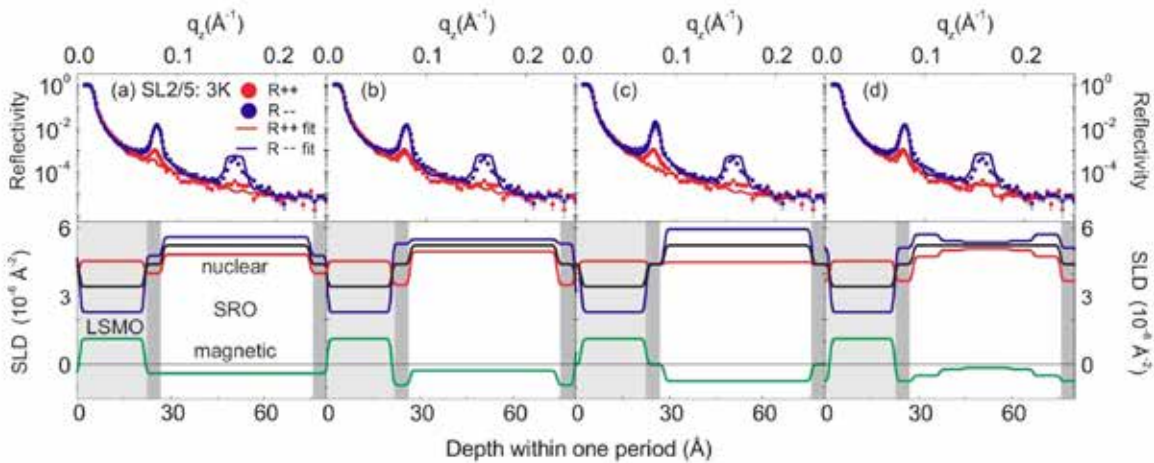 q_z(Å⁻¹) q_z(Å⁻¹) q_z(Å⁻¹) q_z(Å⁻¹)
0.0 0.1 0.2 0.0 0.1 0.2 0.0 0.1 0.2 0.0 0.1 0.2
(a) SL2/5: 3K
R++
R--
R++ fit
R-- fit
(b)
(c)
(d)
Reflectivity
10⁰
10⁻²
10⁻⁴
10⁰
10⁻²
10⁻⁴
Reflectivity
SLD (10⁻⁶ Å⁻²)
6
3
0
nuclear
SRO
LSMO
magnetic
6
3
0
SLD (10⁻⁶ Å⁻²)
0 30 60 0 30 60 0 30 60 0 30 60
Depth within one period (Å)